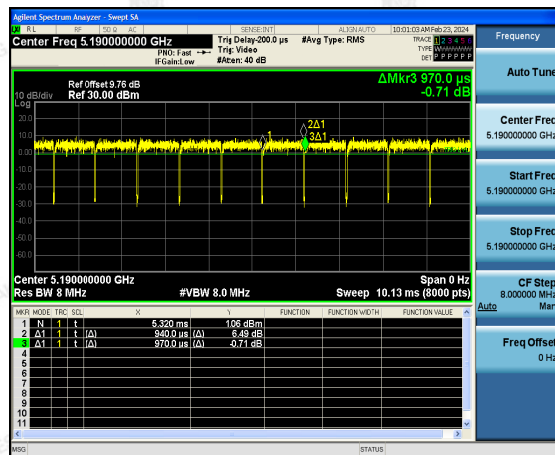 Agilent Spectrum Analyzer - Swept SA
RL RF 50 Ω AC SENSE:INT ALIGNAUTO 10:01:03 AM Feb 23, 2024
Center Freq 5.190000000 GHz
PNO: Fast
IFGain:Low
Trig Delay-200.0 µs
Trig: Video
#Atten: 40 dB
#Avg Type: RMS
TRACE 1 2 3 4 5 6
TYPE
DET P P P P P P
Ref Offset 9.76 dB
10 dB/div Ref 30.00 dBm
ΔMkr3 970.0 µs
-0.71 dB
Log
20.0
10.0
0.00
-10.0
-20.0
-30.0
-40.0
-50.0
-60.0
1
2Δ1
3Δ1
Center 5.190000000 GHz Span 0 Hz
Res BW 8 MHz #VBW 8.0 MHz Sweep 10.13 ms (8000 pts)
MKR MODE TRC SCL X Y FUNCTION FUNCTION WIDTH FUNCTION VALUE
1 N 1 t 5.320 ms 1.06 dBm
2 Δ1 1 t (Δ) 940.0 µs (Δ) 6.49 dB
3 Δ1 1 t (Δ) 970.0 µs (Δ) -0.71 dB
4
5
6
7
8
9
10
11
MSG STATUS
Frequency
Auto Tune
Center Freq
5.190000000 GHz
Start Freq
5.190000000 GHz
Stop Freq
5.190000000 GHz
CF Step
8.000000 MHz
Auto Man
Freq Offset
0 Hz